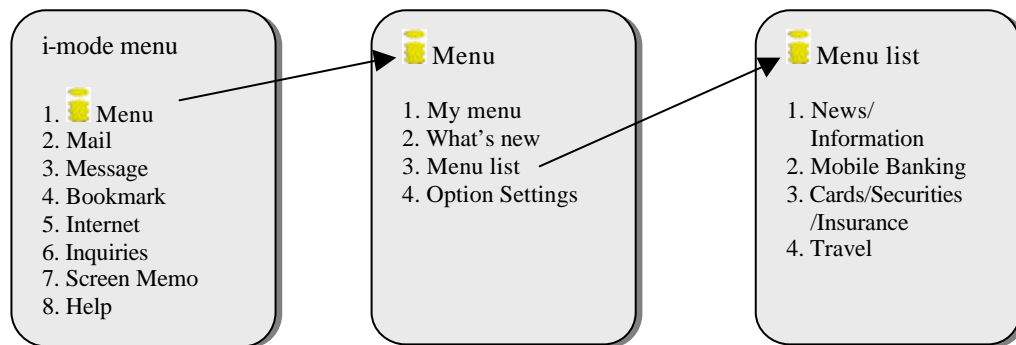 i-mode menu
1. Menu
2. Mail
3. Message
4. Bookmark
5. Internet
6. Inquiries
7. Screen Memo
8. Help
Menu
1. My menu
2. What's new
3. Menu list
4. Option Settings
Menu list
1. News/
Information
2. Mobile Banking
3. Cards/Securities
/Insurance
4. Travel